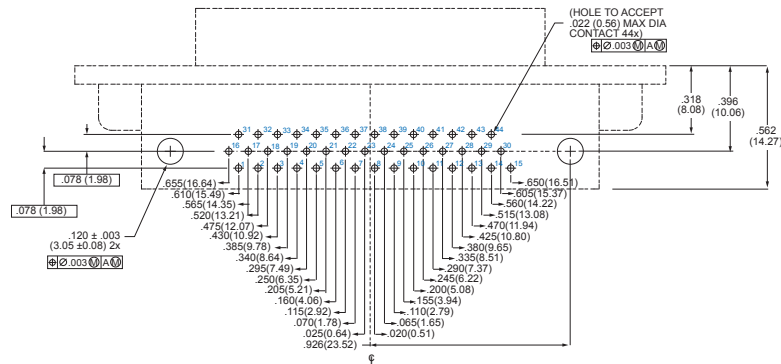 (HOLE TO ACCEPT
.022 (0.56) MAX DIA
CONTACT 44x)
⌖ Ø.003 Ⓜ A Ⓜ
.318
(8.08)
.396
(10.06)
.562
(14.27)
31 32 33 34 35 36 37 38 39 40 41 42 43 44
16 17 18 19 20 21 22 23 24 25 26 27 28 29 30
1 2 3 4 5 6 7 8 9 10 11 12 13 14 15
.078 (1.98)
.078 (1.98)
.120 ± .003
(3.05 ±0.08) 2x
⌖ Ø.003 Ⓜ A Ⓜ
.655(16.64) .650(16.51)
.610(15.49) .605(15.37)
.565(14.35) .560(14.22)
.520(13.21) .515(13.08)
.475(12.07) .470(11.94)
.430(10.92) .425(10.80)
.385(9.78) .380(9.65)
.340(8.64) .335(8.51)
.295(7.49) .290(7.37)
.250(6.35) .245(6.22)
.205(5.21) .200(5.08)
.160(4.06) .155(3.94)
.115(2.92) .110(2.79)
.070(1.78) .065(1.65)
.025(0.64) .020(0.51)
.926(23.52)
℄